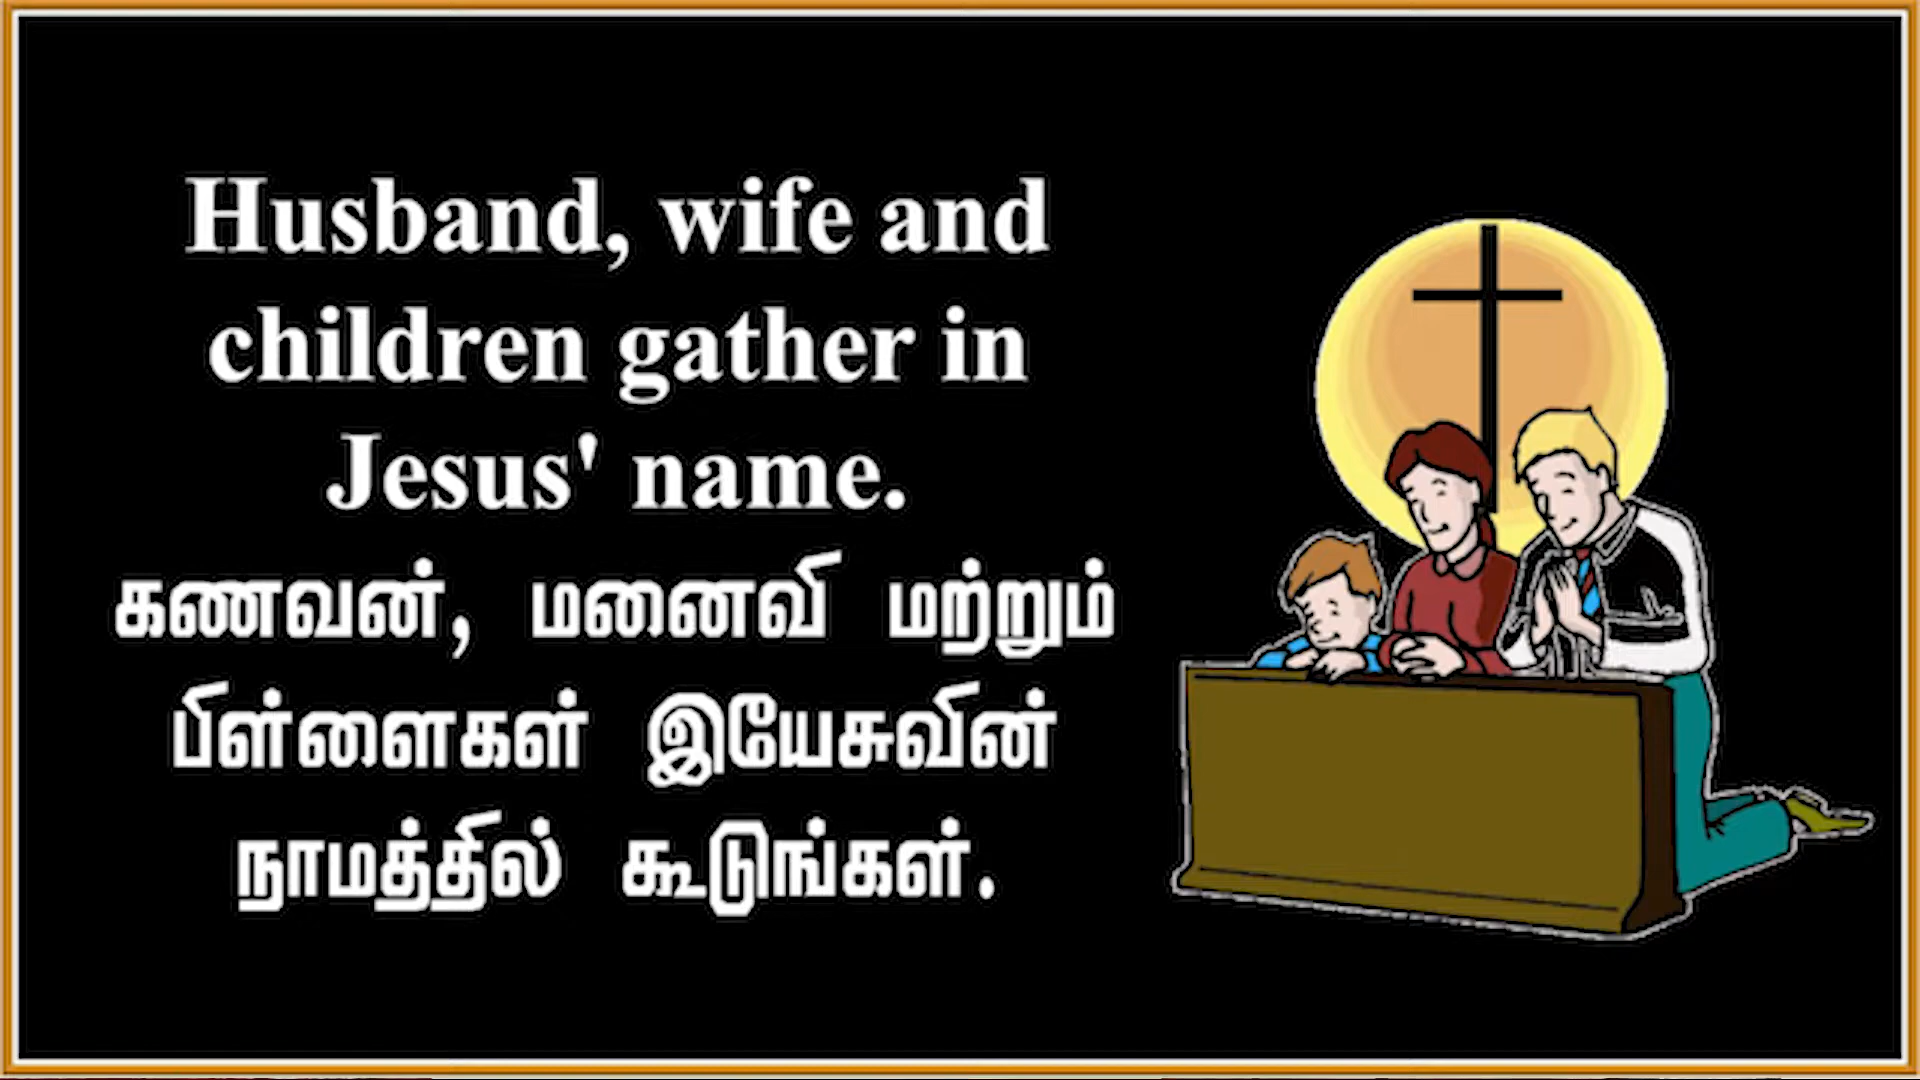 Husband, wife and
children gather in
Jesus' name.
கணவன், மனைவி மற்றும்
பிள்ளைகள் இயேசுவின்
நாமத்தில் கூடுங்கள்.